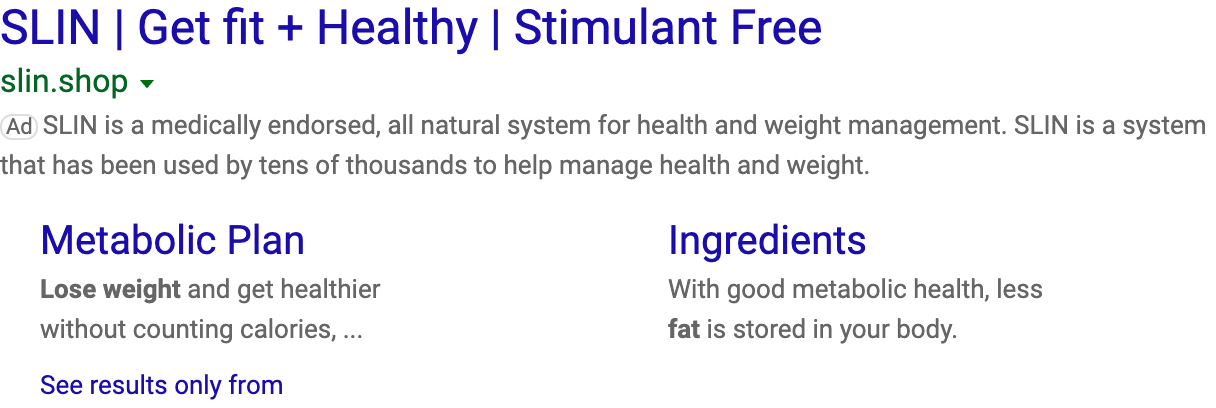 SLIN | Get fit + Healthy | Stimulant Free
slin.shop
Ad SLIN is a medically endorsed, all natural system for health and weight management. SLIN is a system
that has been used by tens of thousands to help manage health and weight.
Metabolic Plan
Lose weight and get healthier
without counting calories, ...
Ingredients
With good metabolic health, less
fat is stored in your body.
See results only from